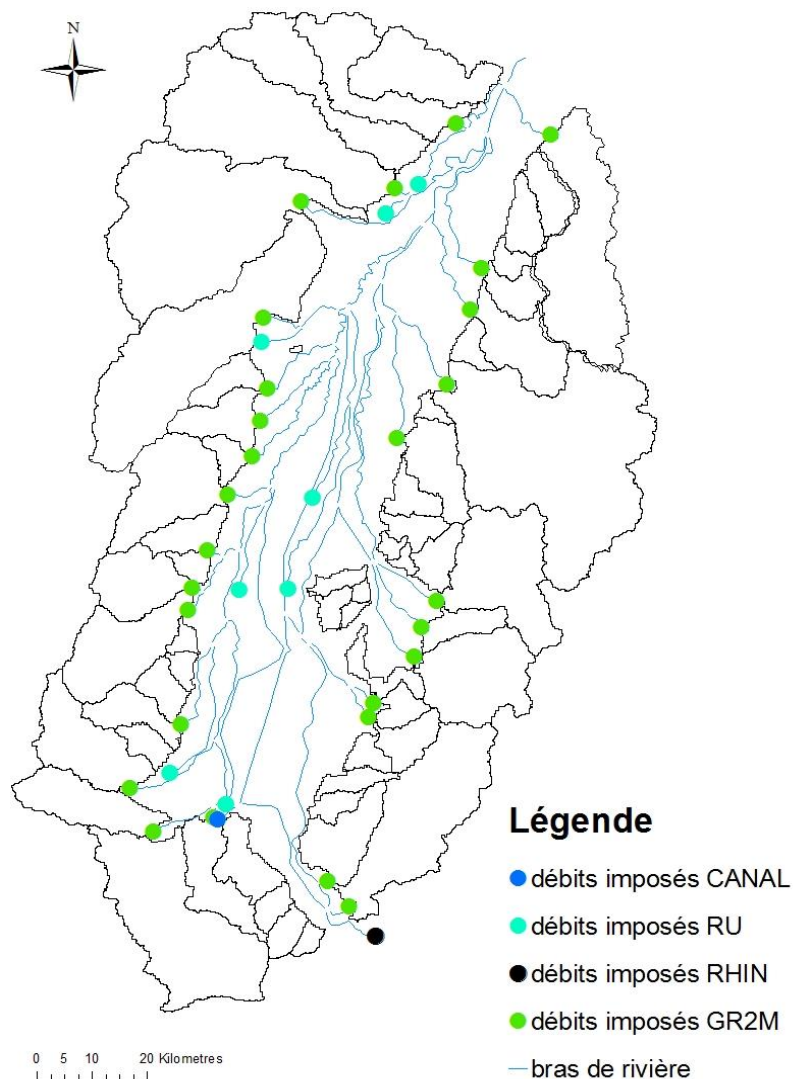 N
Légende
débits imposés CANAL
débits imposés RU
débits imposés RHIN
débits imposés GR2M
bras de rivière
0 5 10 20 Kilometres